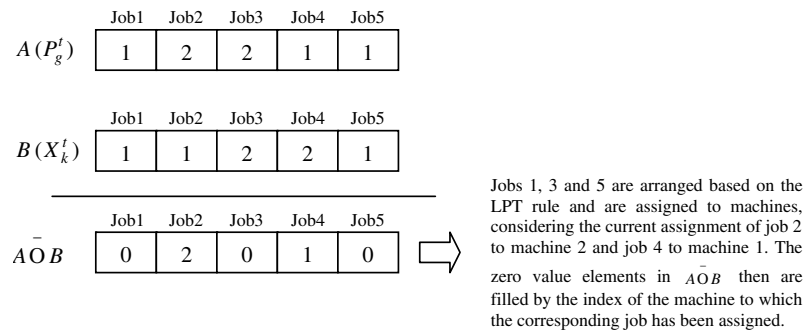 Job1 Job2 Job3 Job4 Job5
A(P_g^t) 1 2 2 1 1
Job1 Job2 Job3 Job4 Job5
B(X_k^t) 1 1 2 2 1
Job1 Job2 Job3 Job4 Job5
A Ō B 0 2 0 1 0
Jobs 1, 3 and 5 are arranged based on the
LPT rule and are assigned to machines,
considering the current assignment of job 2
to machine 2 and job 4 to machine 1. The
zero value elements in A Ō B then are
filled by the index of the machine to which
the corresponding job has been assigned.